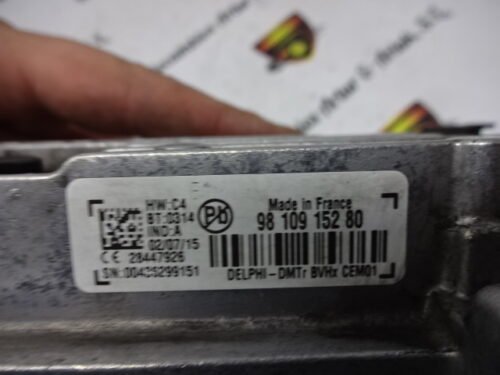 HW:C4
BT:0314
IND:A
02/07/15
CE 28447926
SN:00435299151
Pb
Made in France
98 109 152 80
DELPHI-DMTr BVHx CEM01